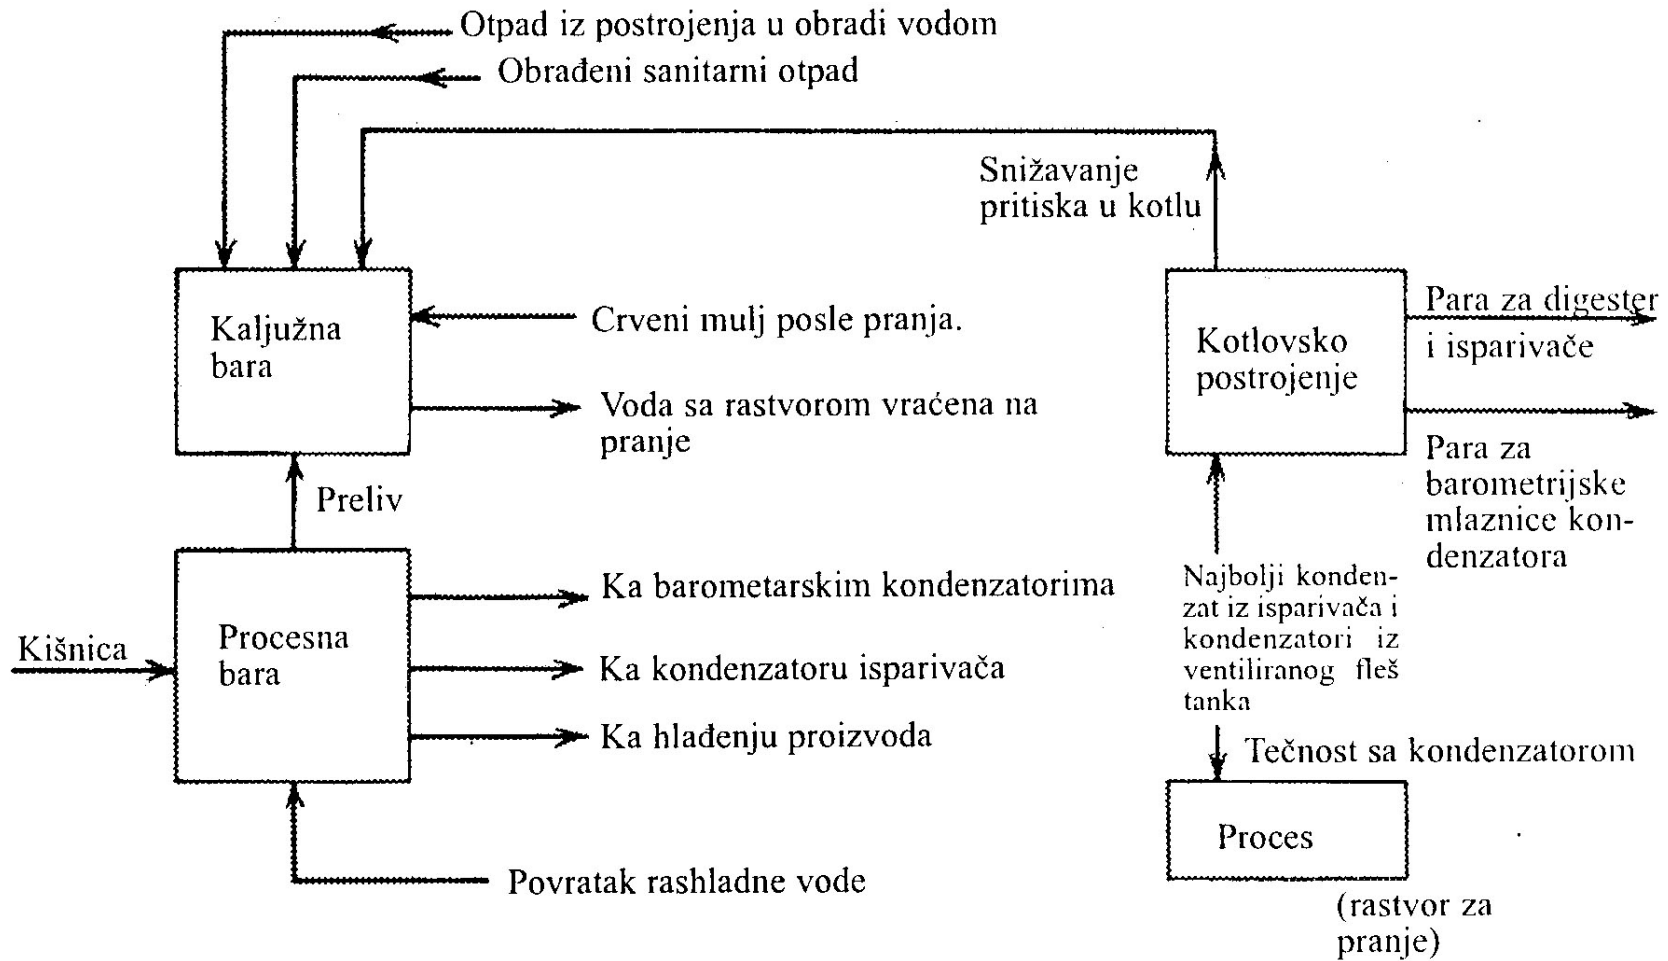 Otpad iz postrojenja u obradi vodom
Obrađeni sanitarni otpad
Snižavanje
pritiska u kotlu
Kaljužna
bara
Crveni mulj posle pranja.
Voda sa rastvorom vraćena na
pranje
Kotlovsko
postrojenje
Para za digester
i isparivače
Para za
barometrijske
mlaznice kon-
denzatora
Preliv
Kišnica
Procesna
bara
Ka barometarskim kondenzatorima
Ka kondenzatoru isparivača
Ka hlađenju proizvoda
Povratak rashladne vode
Najbolji konden-
zat iz isparivača i
kondenzatori iz
ventiliranog fleš
tanka
Tečnost sa kondenzatorom
Proces
(rastvor za
pranje)